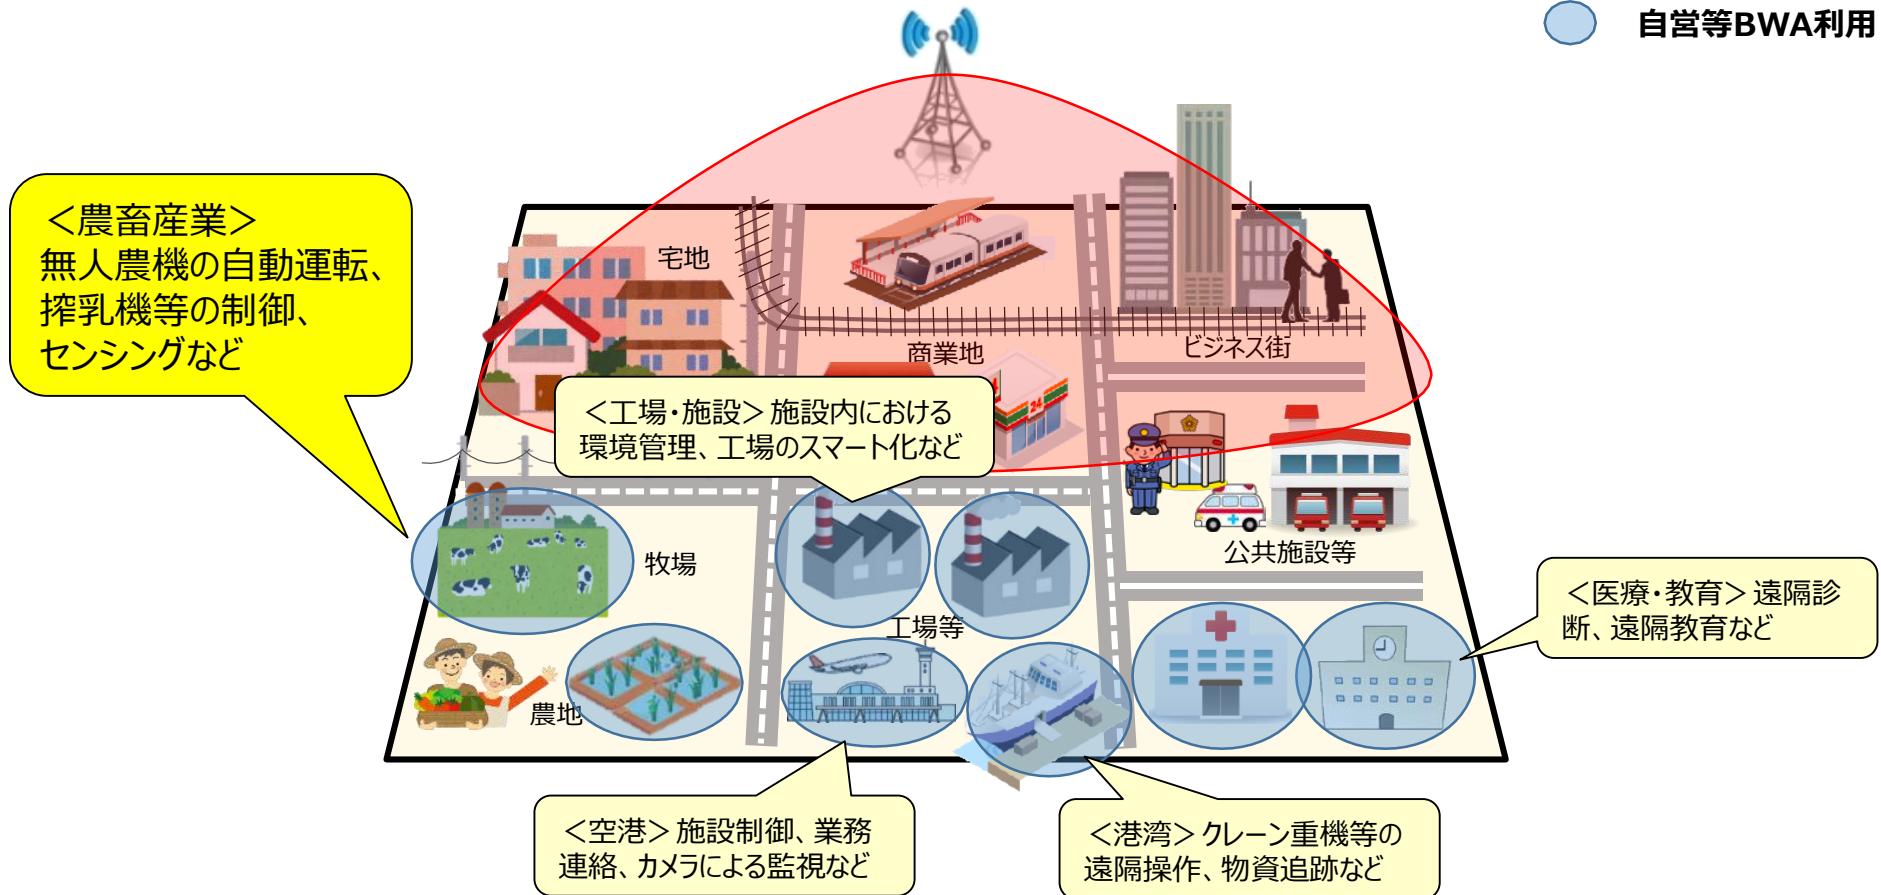 自営等BWA利用
＜農畜産業＞
無人農機の自動運転、
搾乳機等の制御、
センシングなど
宅地
商業地
ビジネス街
＜工場・施設＞施設内における
環境管理、工場のスマート化など
24
牧場
公共施設等
工場等
＜医療・教育＞遠隔診
断、遠隔教育など
農地
＜空港＞施設制御、業務
連絡、カメラによる監視など
＜港湾＞クレーン重機等の
遠隔操作、物資追跡など